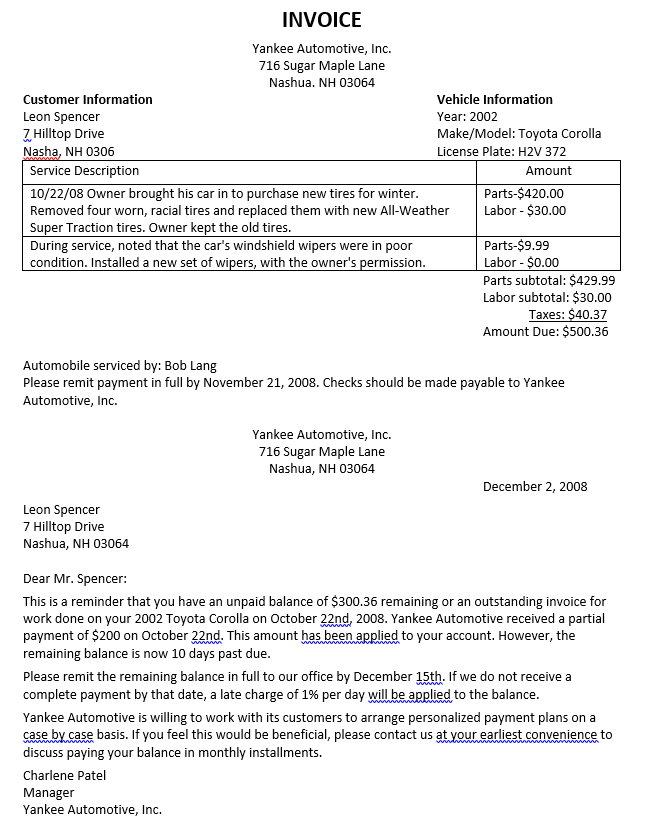 INVOICE
Yankee Automotive, Inc.
716 Sugar Maple Lane
Nashua. NH 03064
Customer Information
Vehicle Information
Leon Spencer
Year: 2002
7 Hilltop Drive
Make/Model: Toyota Corolla
Nasha, NH 0306
License Plate: H2V 372
Service Description
Amount
10/22/08 Owner brought his car in to purchase new tires for winter.
Parts-$420.00
Removed four worn, racial tires and replaced them with new All-Weather
Labor - $30.00
Super Traction tires. Owner kept the old tires.
During service, noted that the car's windshield wipers were in poor
Parts-$9.99
condition. Installed a new set of wipers, with the owner's permission.
Labor - $0.00
Parts subtotal: $429.99
Labor subtotal: $30.00
Taxes: $40.37
Amount Due: $500.36
Automobile serviced by: Bob Lang
Please remit payment in full by November 21, 2008. Checks should be made payable to Yankee
Automotive, Inc.
Yankee Automotive, Inc.
716 Sugar Maple Lane
Nashua, NH 03064
December 2, 2008
Leon Spencer
7 Hilltop Drive
Nashua, NH 03064
Dear Mr. Spencer:
This is a reminder that you have an unpaid balance of $300.36 remaining or an outstanding invoice for
work done on your 2002 Toyota Corolla on October 22nd, 2008. Yankee Automotive received a partial
payment of $200 on October 22nd. This amount has been applied to your account. However, the
remaining balance is now 10 days past due.
Please remit the remaining balance in full to our office by December 15th. If we do not receive a
complete payment by that date, a late charge of 1% per day will be applied to the balance.
Yankee Automotive is willing to work with its customers to arrange personalized payment plans on a
case by case basis. If you feel this would be beneficial, please contact us at your earliest convenience to
discuss paying your balance in monthly installments.
Charlene Patel
Manager
Yankee Automotive, Inc.